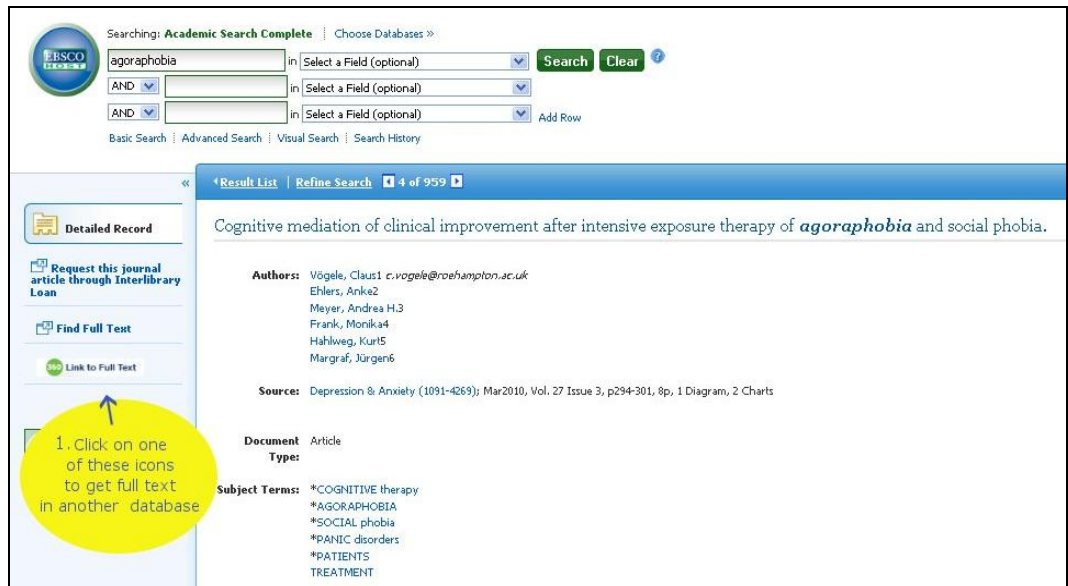 Searching: Academic Search Complete | Choose Databases »
EBSCO HOST
agoraphobia in Select a Field (optional) Search Clear ?
AND in Select a Field (optional)
AND in Select a Field (optional) Add Row
Basic Search | Advanced Search | Visual Search | Search History
«
Result List | Refine Search 4 of 959
Detailed Record
Request this journal
article through Interlibrary
Loan
Find Full Text
360 Link to Full Text
1. Click on one
of these icons
to get full text
in another database
Cognitive mediation of clinical improvement after intensive exposure therapy of agoraphobia and social phobia.
Authors: Vögele, Claus1 c.vogele@roehampton.ac.uk
Ehlers, Anke2
Meyer, Andrea H.3
Frank, Monika4
Hahlweg, Kurt5
Margraf, Jürgen6
Source: Depression & Anxiety (1091-4269); Mar2010, Vol. 27 Issue 3, p294-301, 8p, 1 Diagram, 2 Charts
Document Article
Type:
Subject Terms: *COGNITIVE therapy
*AGORAPHOBIA
*SOCIAL phobia
*PANIC disorders
*PATIENTS
TREATMENT